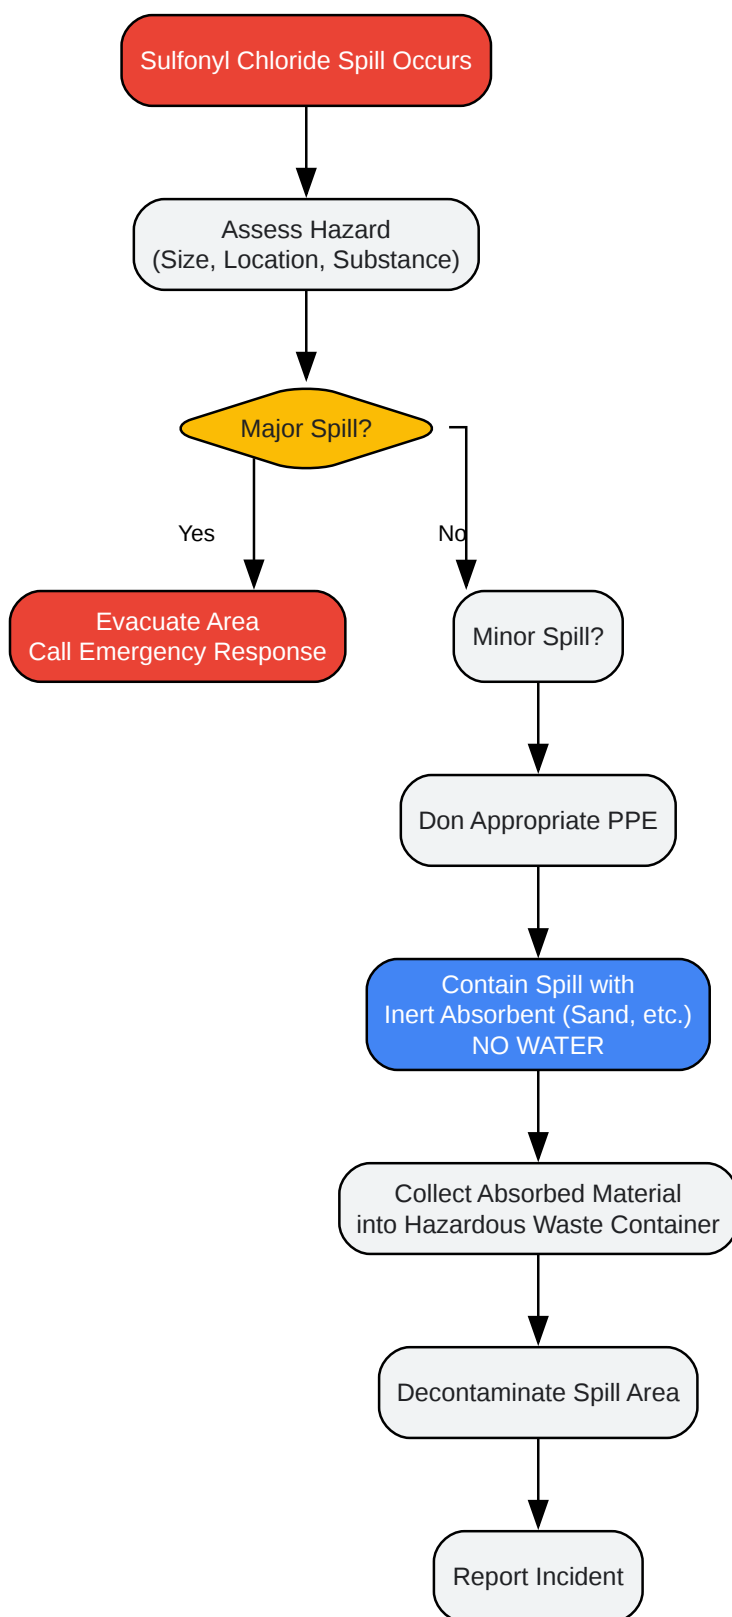 Sulfonyl Chloride Spill Occurs
Assess Hazard
(Size, Location, Substance)
Major Spill?
Yes
No
Evacuate Area
Call Emergency Response
Minor Spill?
Don Appropriate PPE
Contain Spill with
Inert Absorbent (Sand, etc.)
NO WATER
Collect Absorbed Material
into Hazardous Waste Container
Decontaminate Spill Area
Report Incident